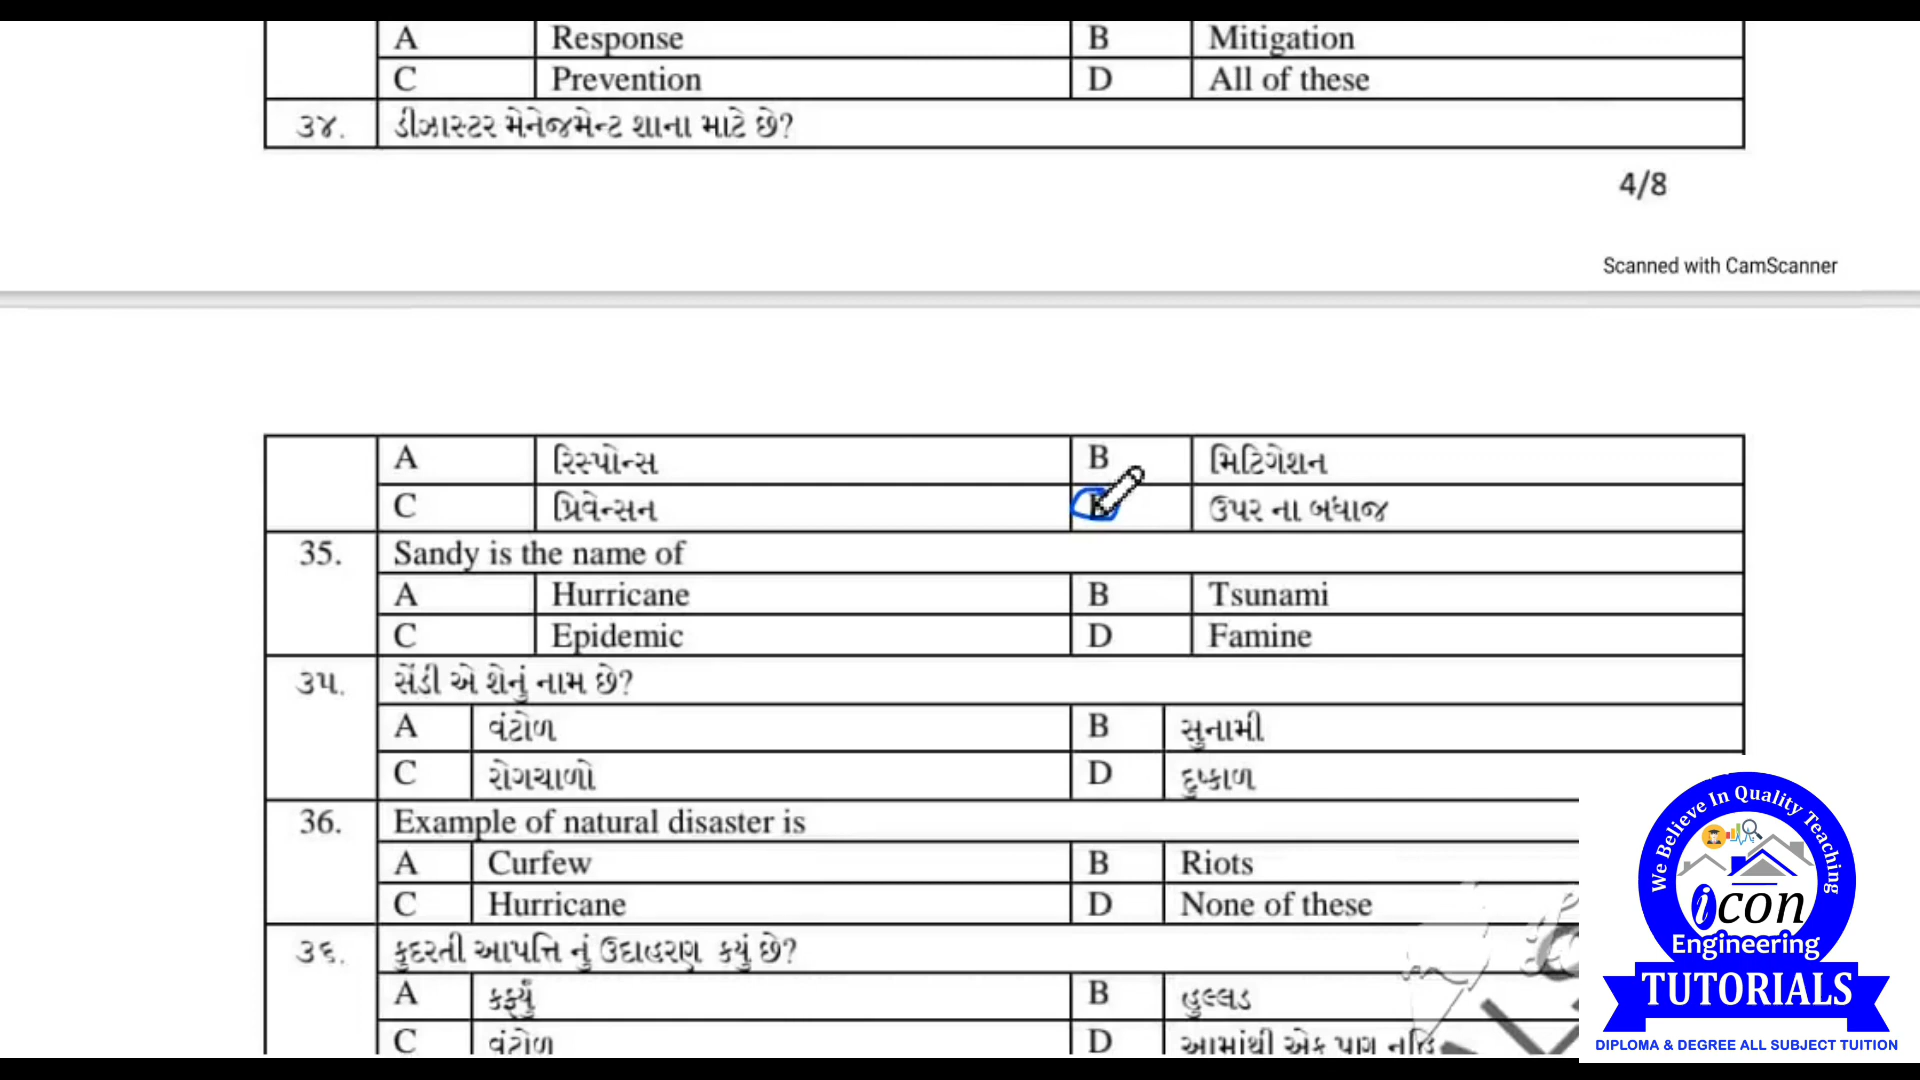 A Response B Mitigation
C Prevention D All of these
૩૪. ડીઝાસ્ટર મેનેજમેન્ટ શાના માટે છે?
4/8
Scanned with CamScanner
A રિસ્પોન્સ B મિટિગેશન
C પ્રિવેન્સન ઉપર ના બધાજ
35. Sandy is the name of
A Hurricane B Tsunami
C Epidemic D Famine
૩૫. સેંડી એ શેનું નામ છે?
A વંટોળ B સુનામી
C રોગચાળો D દુષ્કાળ
36. Example of natural disaster is
A Curfew B Riots
C Hurricane D None of these
૩૬. કુદરતી આપત્તિ નું ઉદાહરણ કયું છે?
A કર્ફ્યું B હુલ્લડ
C વંટોળ D આમાંથી એક પાણ નહિ
We Believe In Quality Teaching
icon
Engineering
TUTORIALS
DIPLOMA & DEGREE ALL SUBJECT TUITION